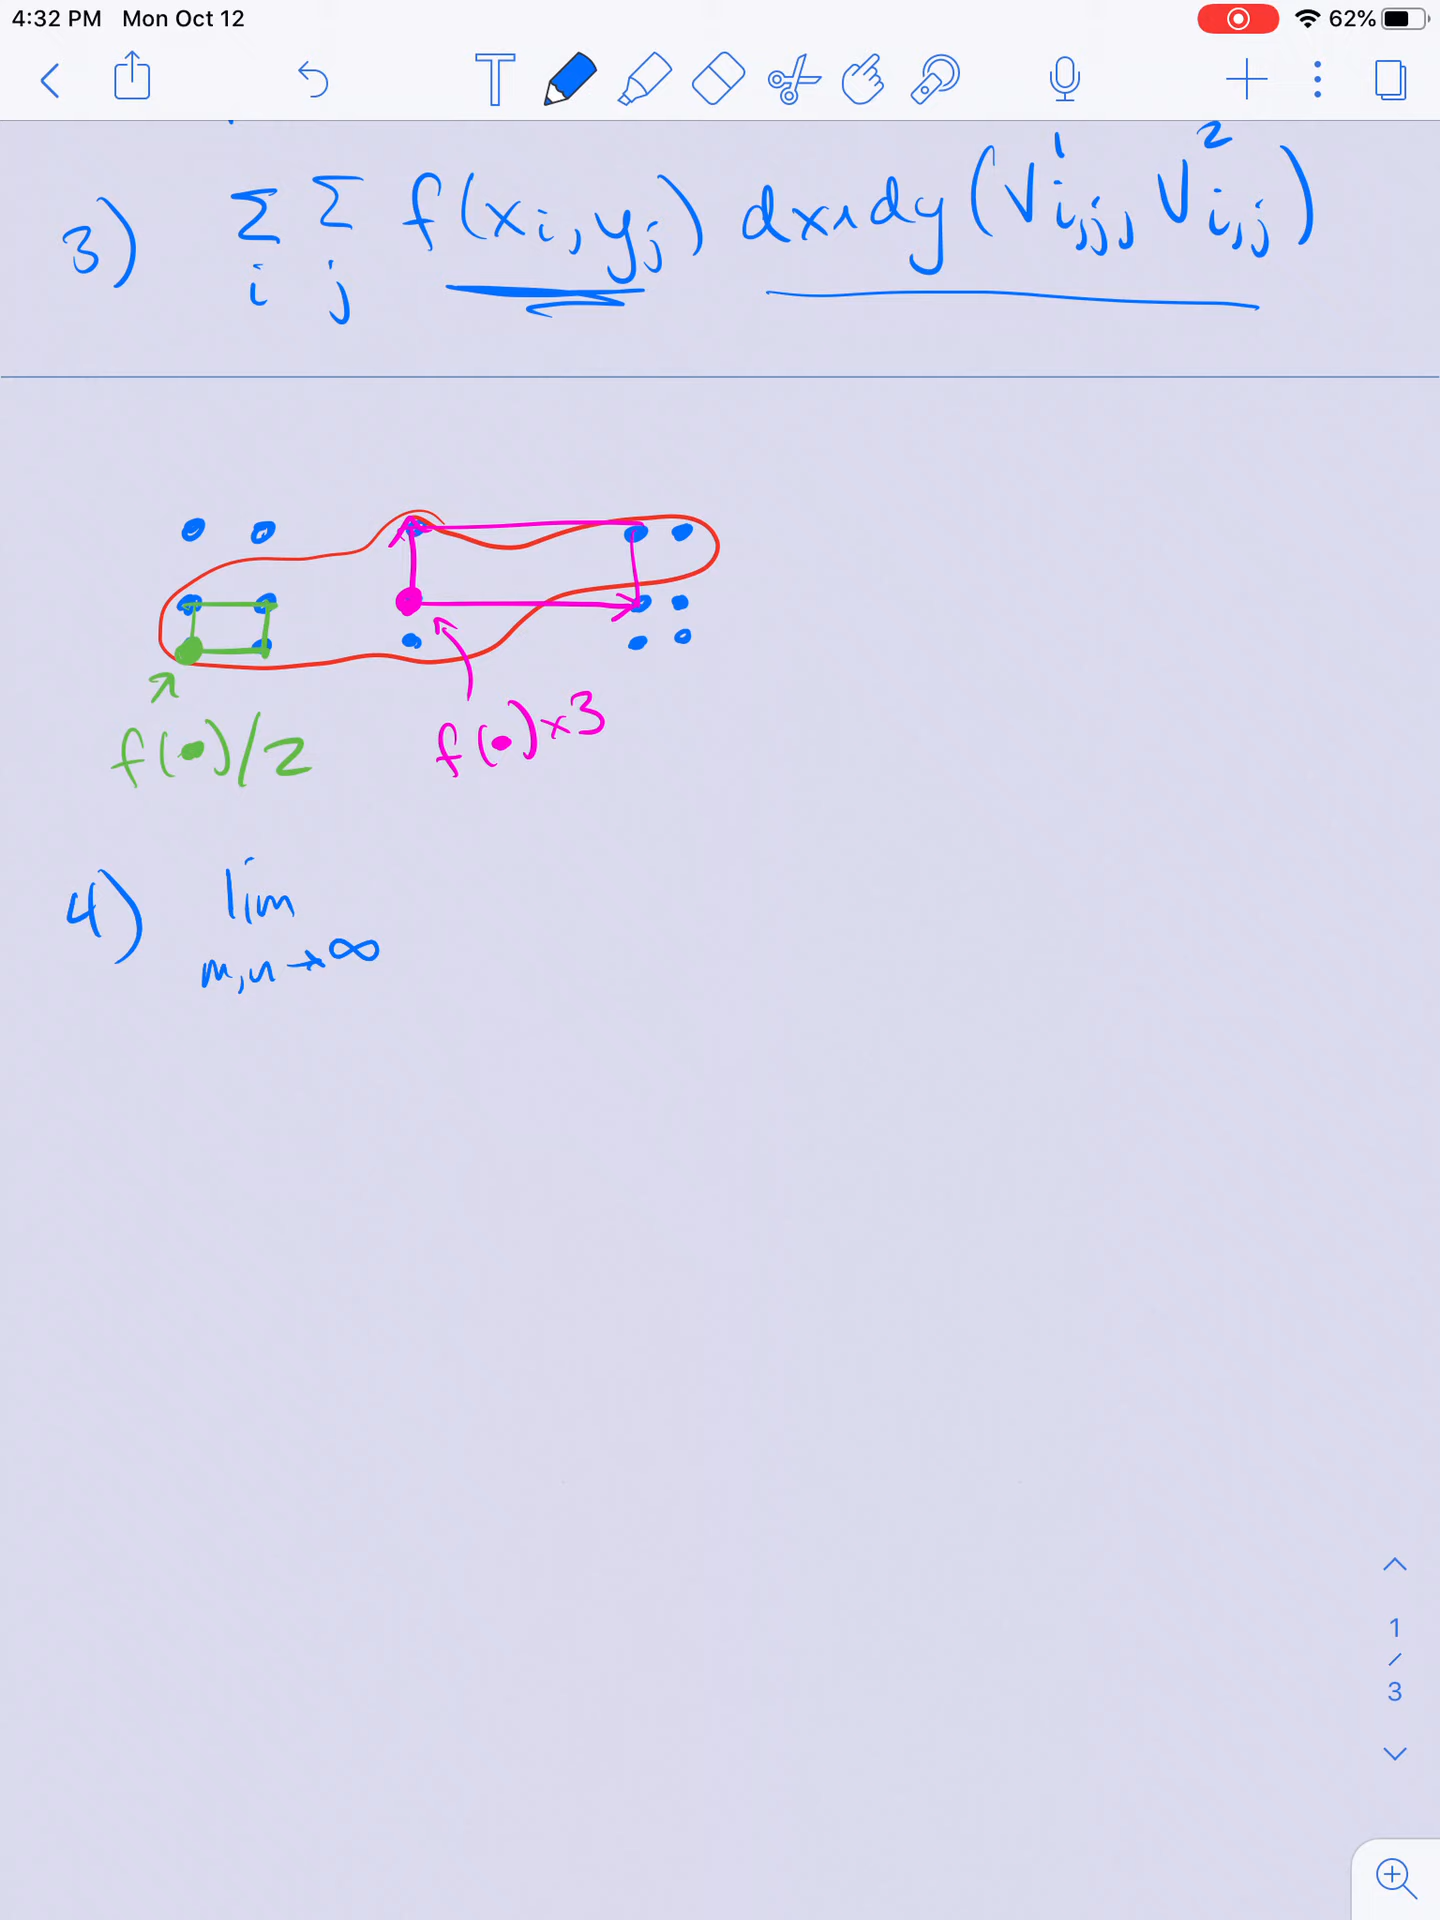 4:32 PM Mon Oct 12
62%
T
3) Σ Σ f(xi, yj) dx∧dy(V¹i,j, V²i,j)
i j
f(•)/2
f(•)×3
4) lim
m,n→∞
1
/
3